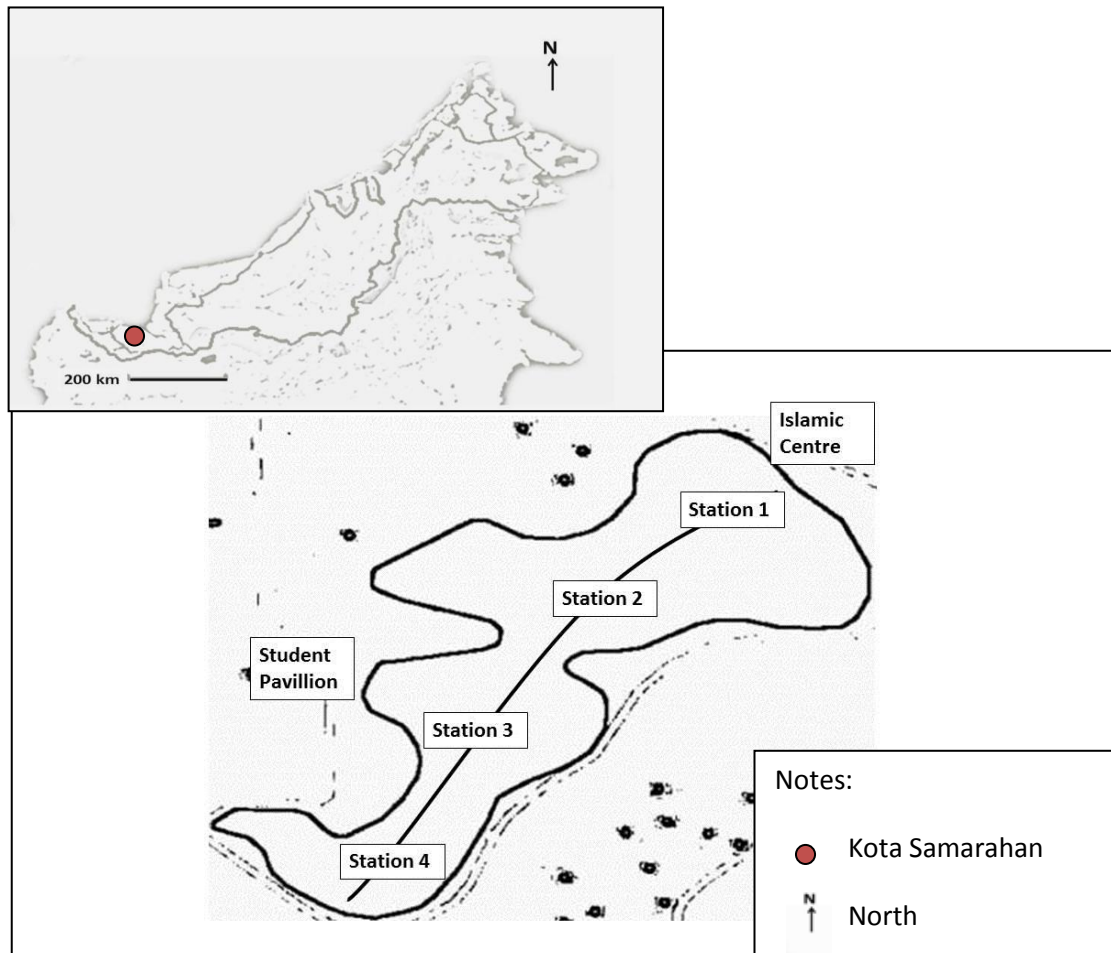 N
200 km
Islamic
Centre
Station 1
Station 2
Student
Pavillion
Station 3
Station 4
Notes:
Kota Samarahan
N
North